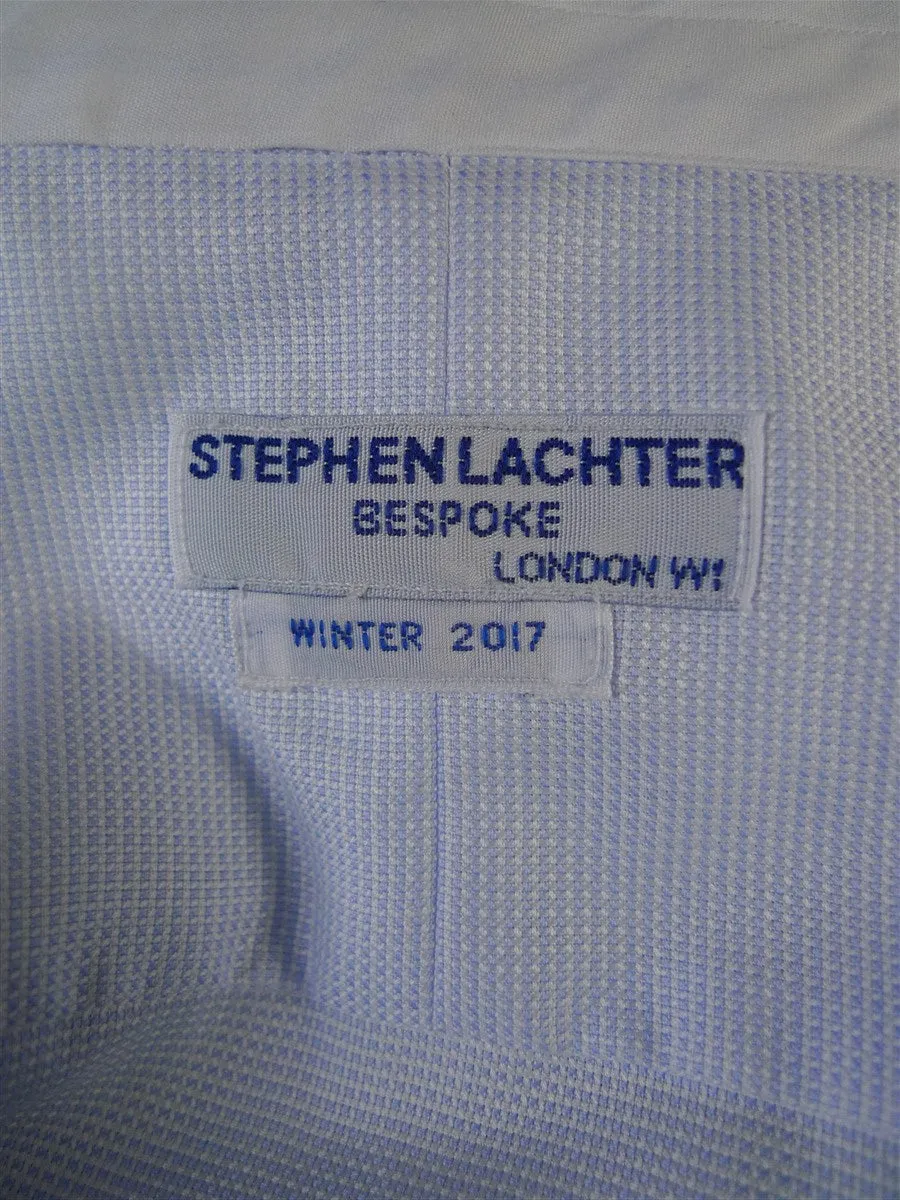 STEPHEN LACHTER
BESPOKE
LONDON W1
WINTER 2017